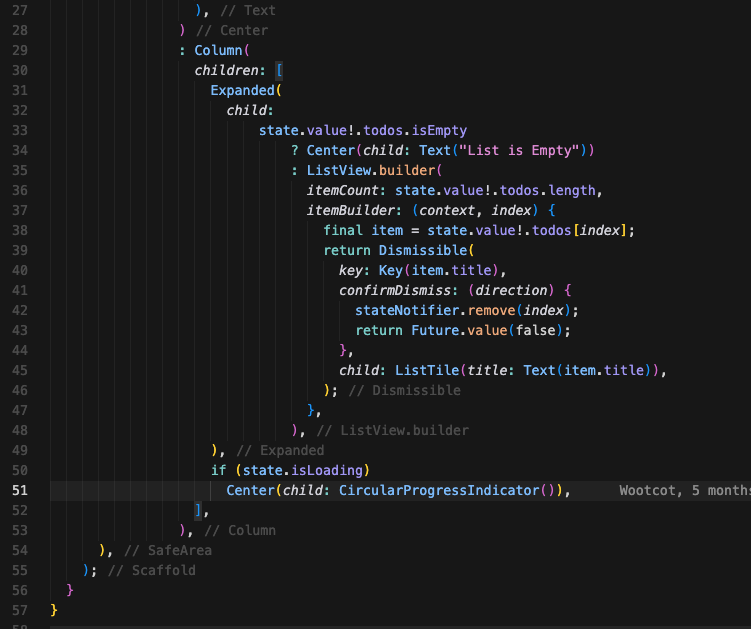 27 ), // Text
28 ) // Center
29 : Column(
30 children: [
31 Expanded(
32 child:
33 state.value!.todos.isEmpty
34 ? Center(child: Text("List is Empty"))
35 : ListView.builder(
36 itemCount: state.value!.todos.length,
37 itemBuilder: (context, index) {
38 final item = state.value!.todos[index];
39 return Dismissible(
40 key: Key(item.title),
41 confirmDismiss: (direction) {
42 stateNotifier.remove(index);
43 return Future.value(false);
44 },
45 child: ListTile(title: Text(item.title)),
46 ); // Dismissible
47 },
48 ), // ListView.builder
49 ), // Expanded
50 if (state.isLoading)
51 Center(child: CircularProgressIndicator()), Wootcot, 5 months
52 ],
53 ), // Column
54 ), // SafeArea
55 ); // Scaffold
56 }
57 }